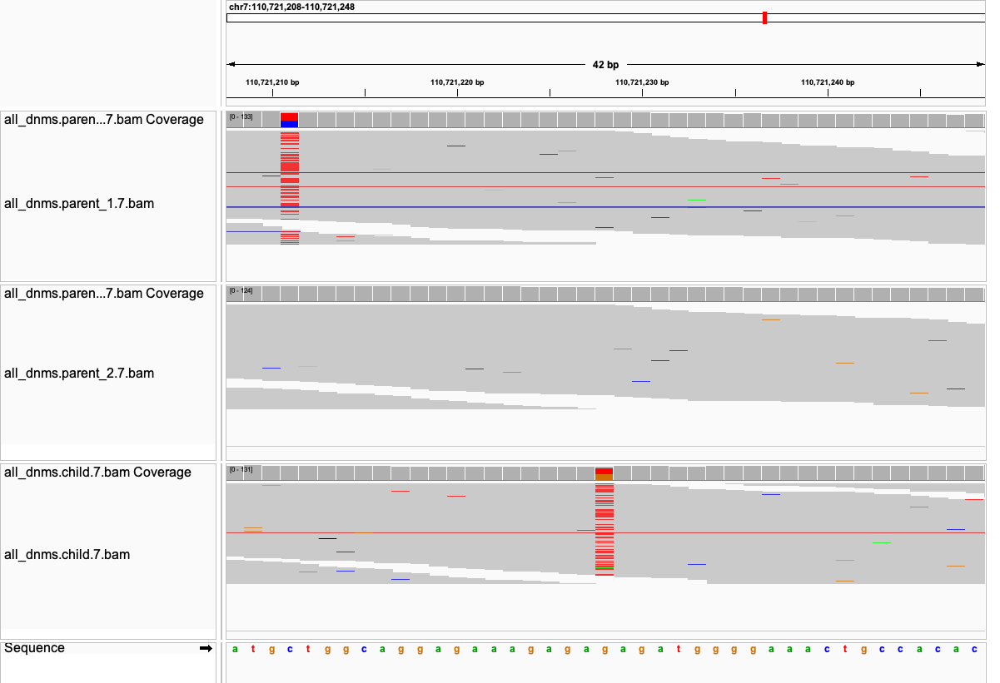 chr7:110,721,208-110,721,248
42 bp
110,721,210 bp 110,721,220 bp 110,721,230 bp 110,721,240 bp
all_dnms.paren...7.bam Coverage
[0 - 133]
all_dnms.parent_1.7.bam
all_dnms.paren...7.bam Coverage
[0 - 124]
all_dnms.parent_2.7.bam
all_dnms.child.7.bam Coverage
[0 - 131]
all_dnms.child.7.bam
Sequence
a t g c t g g c a g g a g a a a g a g a g a g a t g g g g a a a c t g c c a c a c